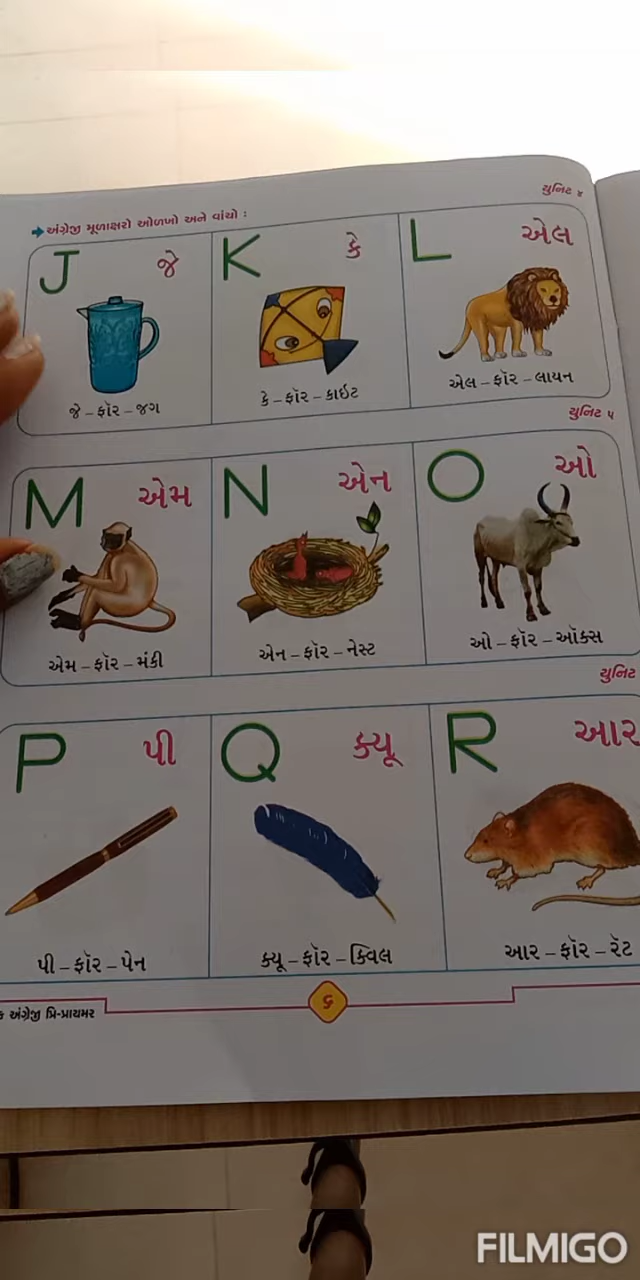 યુનિટ ૪
અંગ્રેજી મૂળાક્ષરો ઓળખો અને વાંચો :
J જે K કે L એલ
જે – ફૉર – જગ કે – ફૉર – કાઇટ એલ – ફૉર – લાયન
યુનિટ ૫
M એમ N એન O ઓ
એમ – ફૉર – મંકી એન – ફૉર – નેસ્ટ ઓ – ફૉર – ઑક્સ
યુનિટ
P પી Q ક્યૂ R આર
પી – ફૉર – પેન ક્યૂ – ફૉર – ક્વિલ આર – ફૉર – રૅટ
અંગ્રેજી પ્રિ-પ્રાયમર ૬
FILMIGO